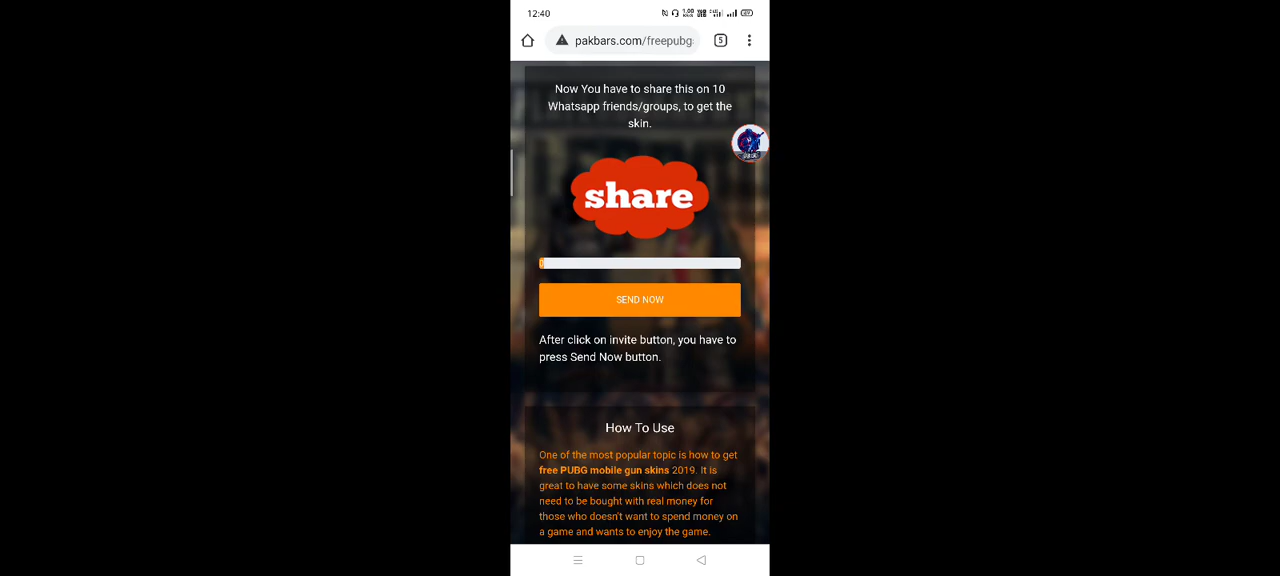 12:40
pakbars.com/freepubg
5
Now You have to share this on 10
Whatsapp friends/groups, to get the
skin.
share
SEND NOW
After click on invite button, you have to
press Send Now button.
How To Use
One of the most popular topic is how to get
free PUBG mobile gun skins 2019. It is
great to have some skins which does not
need to be bought with real money for
those who doesn't want to spend money on
a game and wants to enjoy the game.